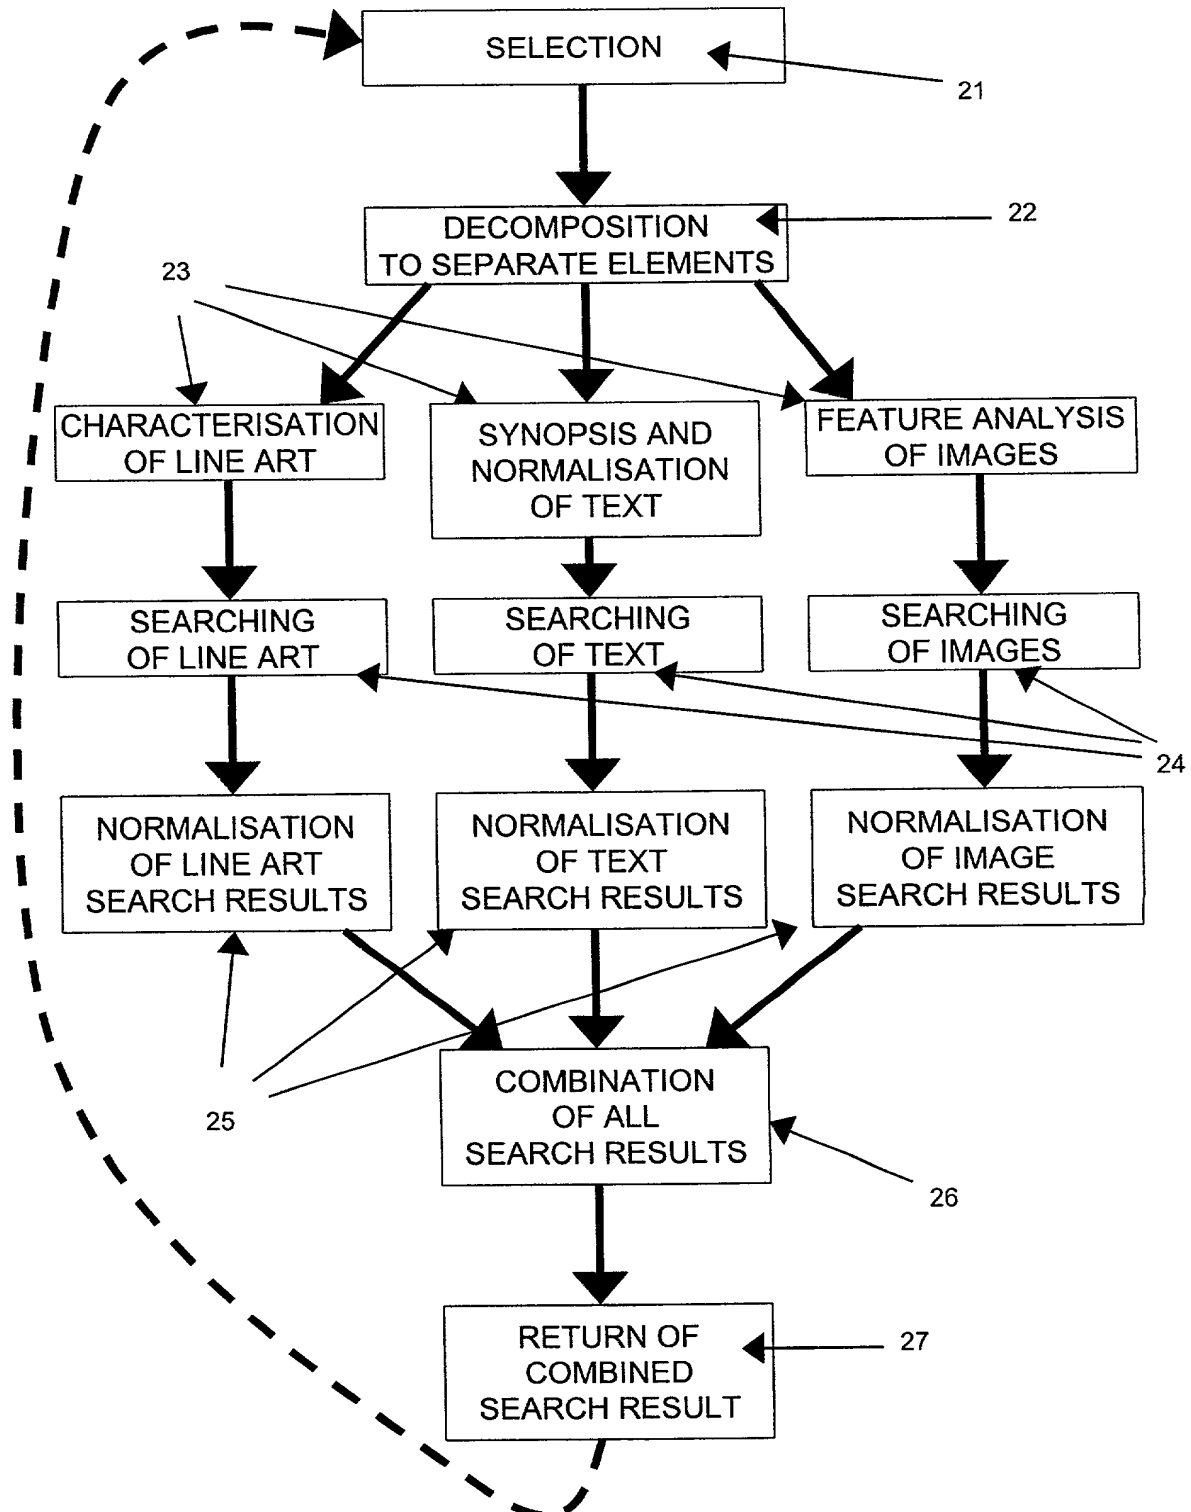 SELECTION
21
DECOMPOSITION
TO SEPARATE ELEMENTS
22
23
CHARACTERISATION
OF LINE ART
SYNOPSIS AND
NORMALISATION
OF TEXT
FEATURE ANALYSIS
OF IMAGES
SEARCHING
OF LINE ART
SEARCHING
OF TEXT
SEARCHING
OF IMAGES
24
NORMALISATION
OF LINE ART
SEARCH RESULTS
NORMALISATION
OF TEXT
SEARCH RESULTS
NORMALISATION
OF IMAGE
SEARCH RESULTS
25
COMBINATION
OF ALL
SEARCH RESULTS
26
RETURN OF
COMBINED
SEARCH RESULT
27